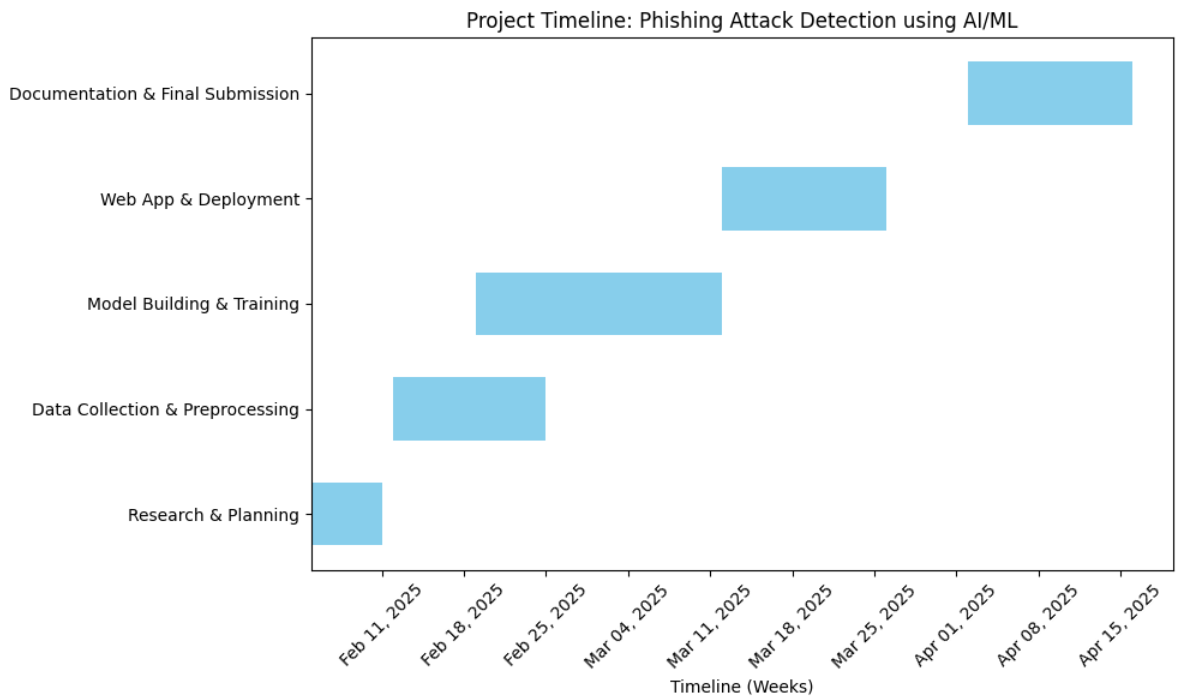 Project Timeline: Phishing Attack Detection using AI/ML
Documentation & Final Submission
Web App & Deployment
Model Building & Training
Data Collection & Preprocessing
Research & Planning
Feb 11, 2025
Feb 18, 2025
Feb 25, 2025
Mar 04, 2025
Mar 11, 2025
Mar 18, 2025
Mar 25, 2025
Apr 01, 2025
Apr 08, 2025
Apr 15, 2025
Timeline (Weeks)